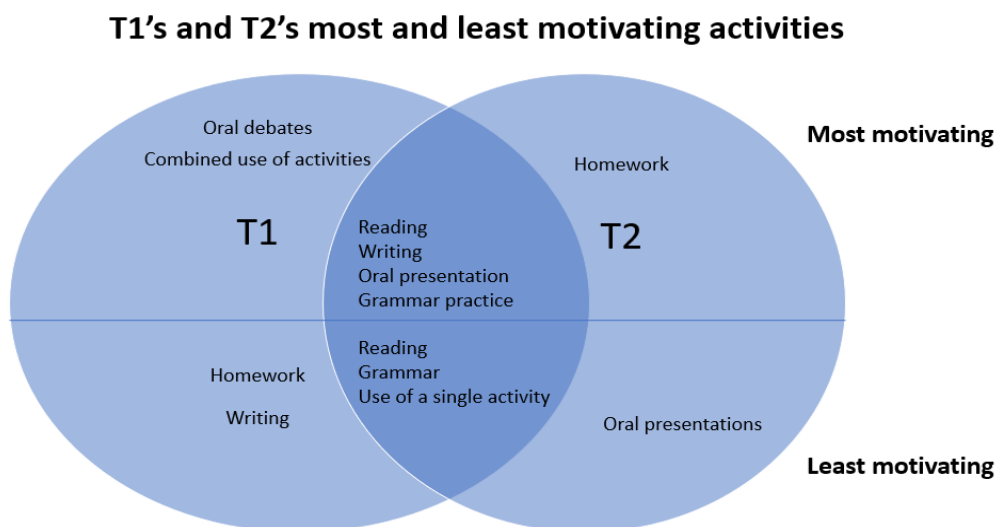 T1’s and T2’s most and least motivating activities
Oral debates
Combined use of activities
T1
Reading
Writing
Oral presentation
Grammar practice
Homework
T2
Most motivating
Homework
Writing
Reading
Grammar
Use of a single activity
Oral presentations
Least motivating